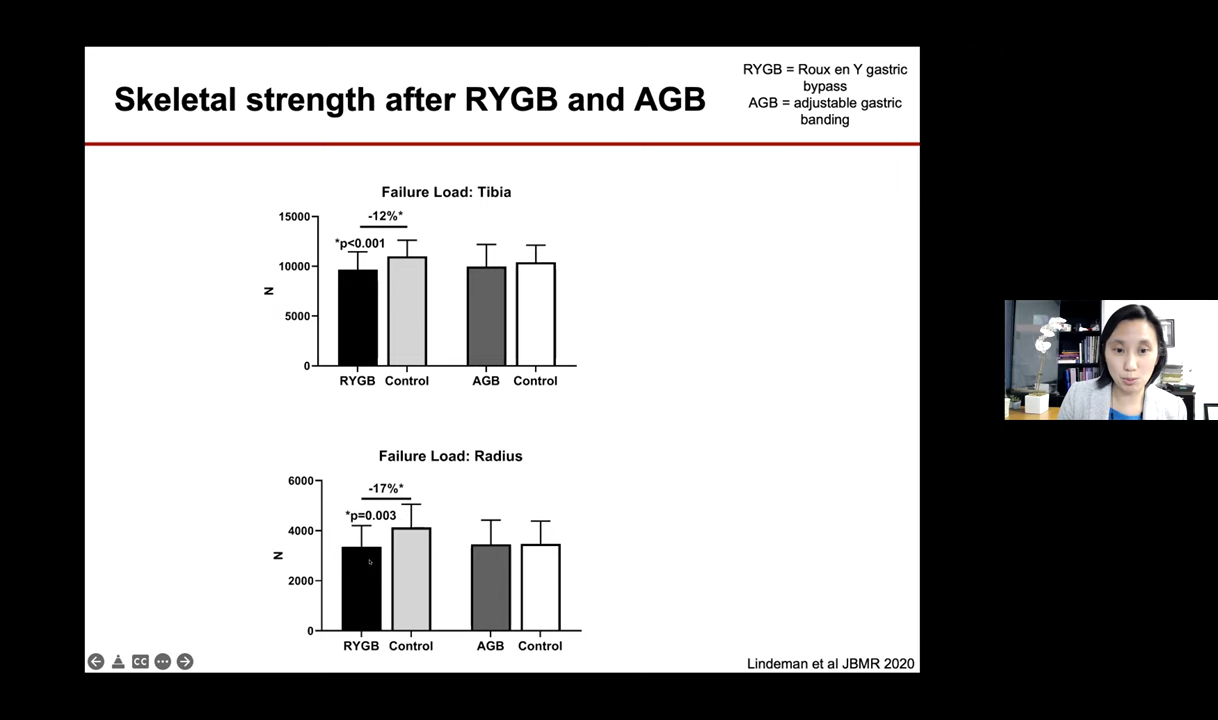 Skeletal strength after RYGB and AGB
RYGB = Roux en Y gastric
bypass
AGB = adjustable gastric
banding
Failure Load: Tibia
15000
10000
5000
0
N
-12%*
*p<0.001
RYGB Control AGB Control
Failure Load: Radius
6000
4000
2000
0
N
-17%*
*p=0.003
RYGB Control AGB Control
CC
Lindeman et al JBMR 2020